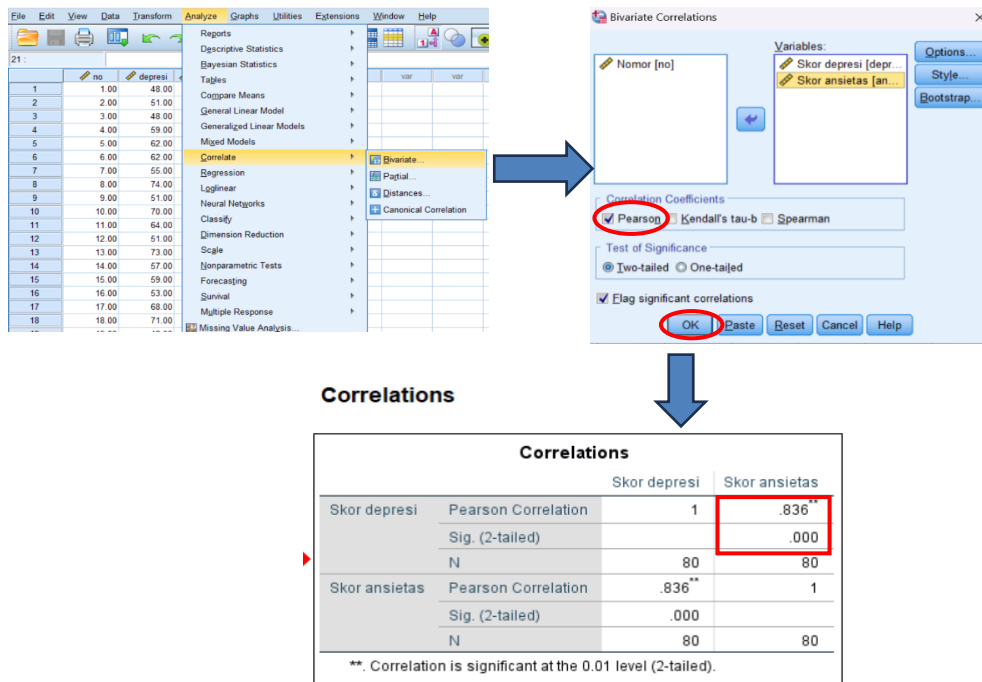 File Edit View Data Transform Analyze Graphs Utilities Extensions Window Help
21 :
no depresi var var
1 1.00 48.00
2 2.00 51.00
3 3.00 48.00
4 4.00 59.00
5 5.00 62.00
6 6.00 62.00
7 7.00 55.00
8 8.00 74.00
9 9.00 51.00
10 10.00 70.00
11 11.00 64.00
12 12.00 51.00
13 13.00 73.00
14 14.00 57.00
15 15.00 59.00
16 16.00 53.00
17 17.00 68.00
18 18.00 71.00
Reports
Descriptive Statistics
Bayesian Statistics
Tables
Compare Means
General Linear Model
Generalized Linear Models
Mixed Models
Correlate
Regression
Loglinear
Neural Networks
Classify
Dimension Reduction
Scale
Nonparametric Tests
Forecasting
Survival
Multiple Response
Missing Value Analysis...
Bivariate...
Partial...
Distances...
Canonical Correlation
Bivariate Correlations
Nomor [no]
Variables:
Skor depresi [depr...
Skor ansietas [an...
Options...
Style...
Bootstrap...
Correlation Coefficients
Pearson Kendall's tau-b Spearman
Test of Significance
Two-tailed One-tailed
Flag significant correlations
OK Paste Reset Cancel Help
Correlations
Correlations
Skor depresi Skor ansietas
Skor depresi Pearson Correlation 1 .836**
Sig. (2-tailed) .000
N 80 80
Skor ansietas Pearson Correlation .836** 1
Sig. (2-tailed) .000
N 80 80
**. Correlation is significant at the 0.01 level (2-tailed).